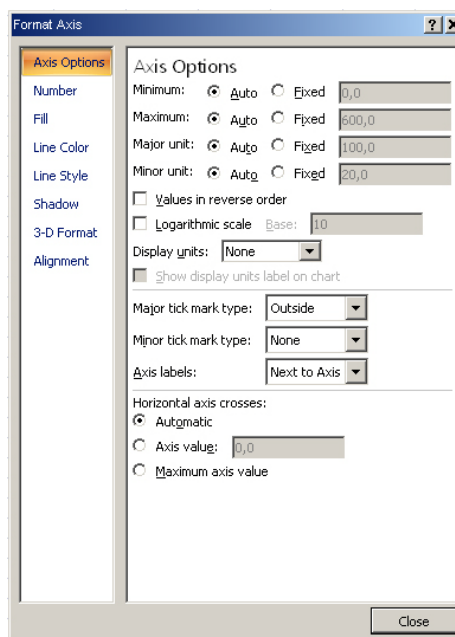 Format Axis
Axis Options
Number
Fill
Line Color
Line Style
Shadow
3-D Format
Alignment
Axis Options
Minimum: Auto Fixed 0,0
Maximum: Auto Fixed 600,0
Major unit: Auto Fixed 100,0
Minor unit: Auto Fixed 20,0
Values in reverse order
Logarithmic scale Base: 10
Display units: None
Show display units label on chart
Major tick mark type: Outside
Minor tick mark type: None
Axis labels: Next to Axis
Horizontal axis crosses:
Automatic
Axis value: 0,0
Maximum axis value
Close